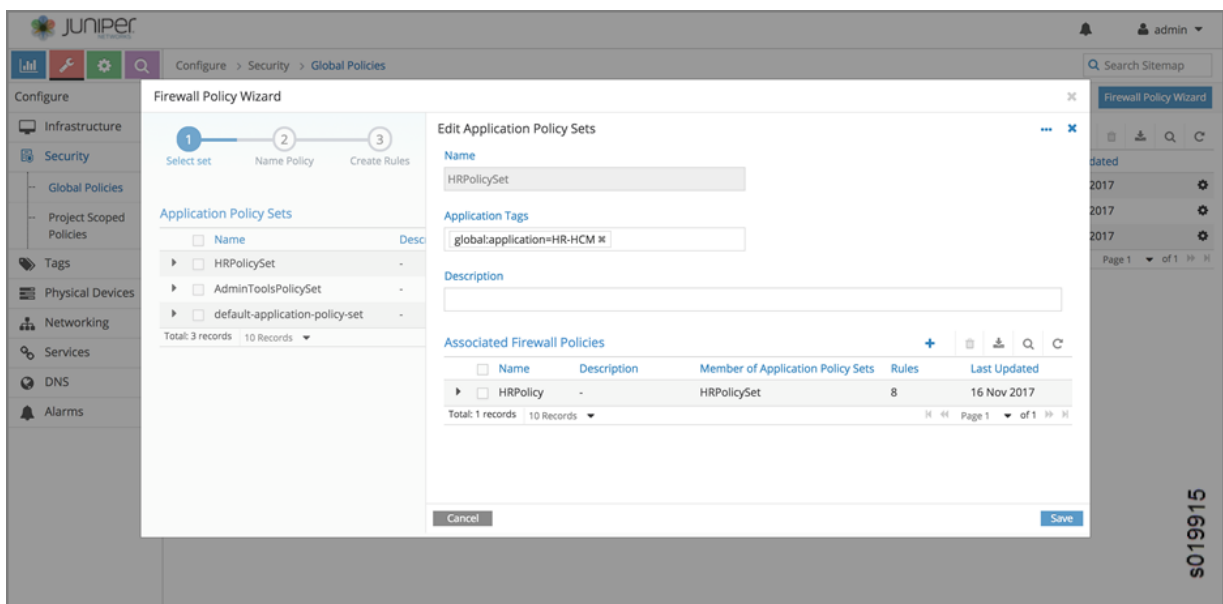 JUNIPER
NETWORKS
admin
Configure > Security > Global Policies
Search Sitemap
Configure
Firewall Policy Wizard
Firewall Policy Wizard
Infrastructure
Security
Global Policies
Project Scoped
Policies
Tags
Physical Devices
Networking
Services
DNS
Alarms
1 2 3
Select set Name Policy Create Rules
Application Policy Sets
Name Desc
HRPolicySet -
AdminToolsPolicySet -
default-application-policy-set -
Total: 3 records 10 Records
Edit Application Policy Sets
Name
HRPolicySet
Application Tags
global:application=HR-HCM
Description
Associated Firewall Policies
Name Description Member of Application Policy Sets Rules Last Updated
HRPolicy - HRPolicySet 8 16 Nov 2017
Total: 1 records 10 Records Page 1 of 1
Cancel Save
dated
2017
2017
2017
Page 1 of 1
s019915